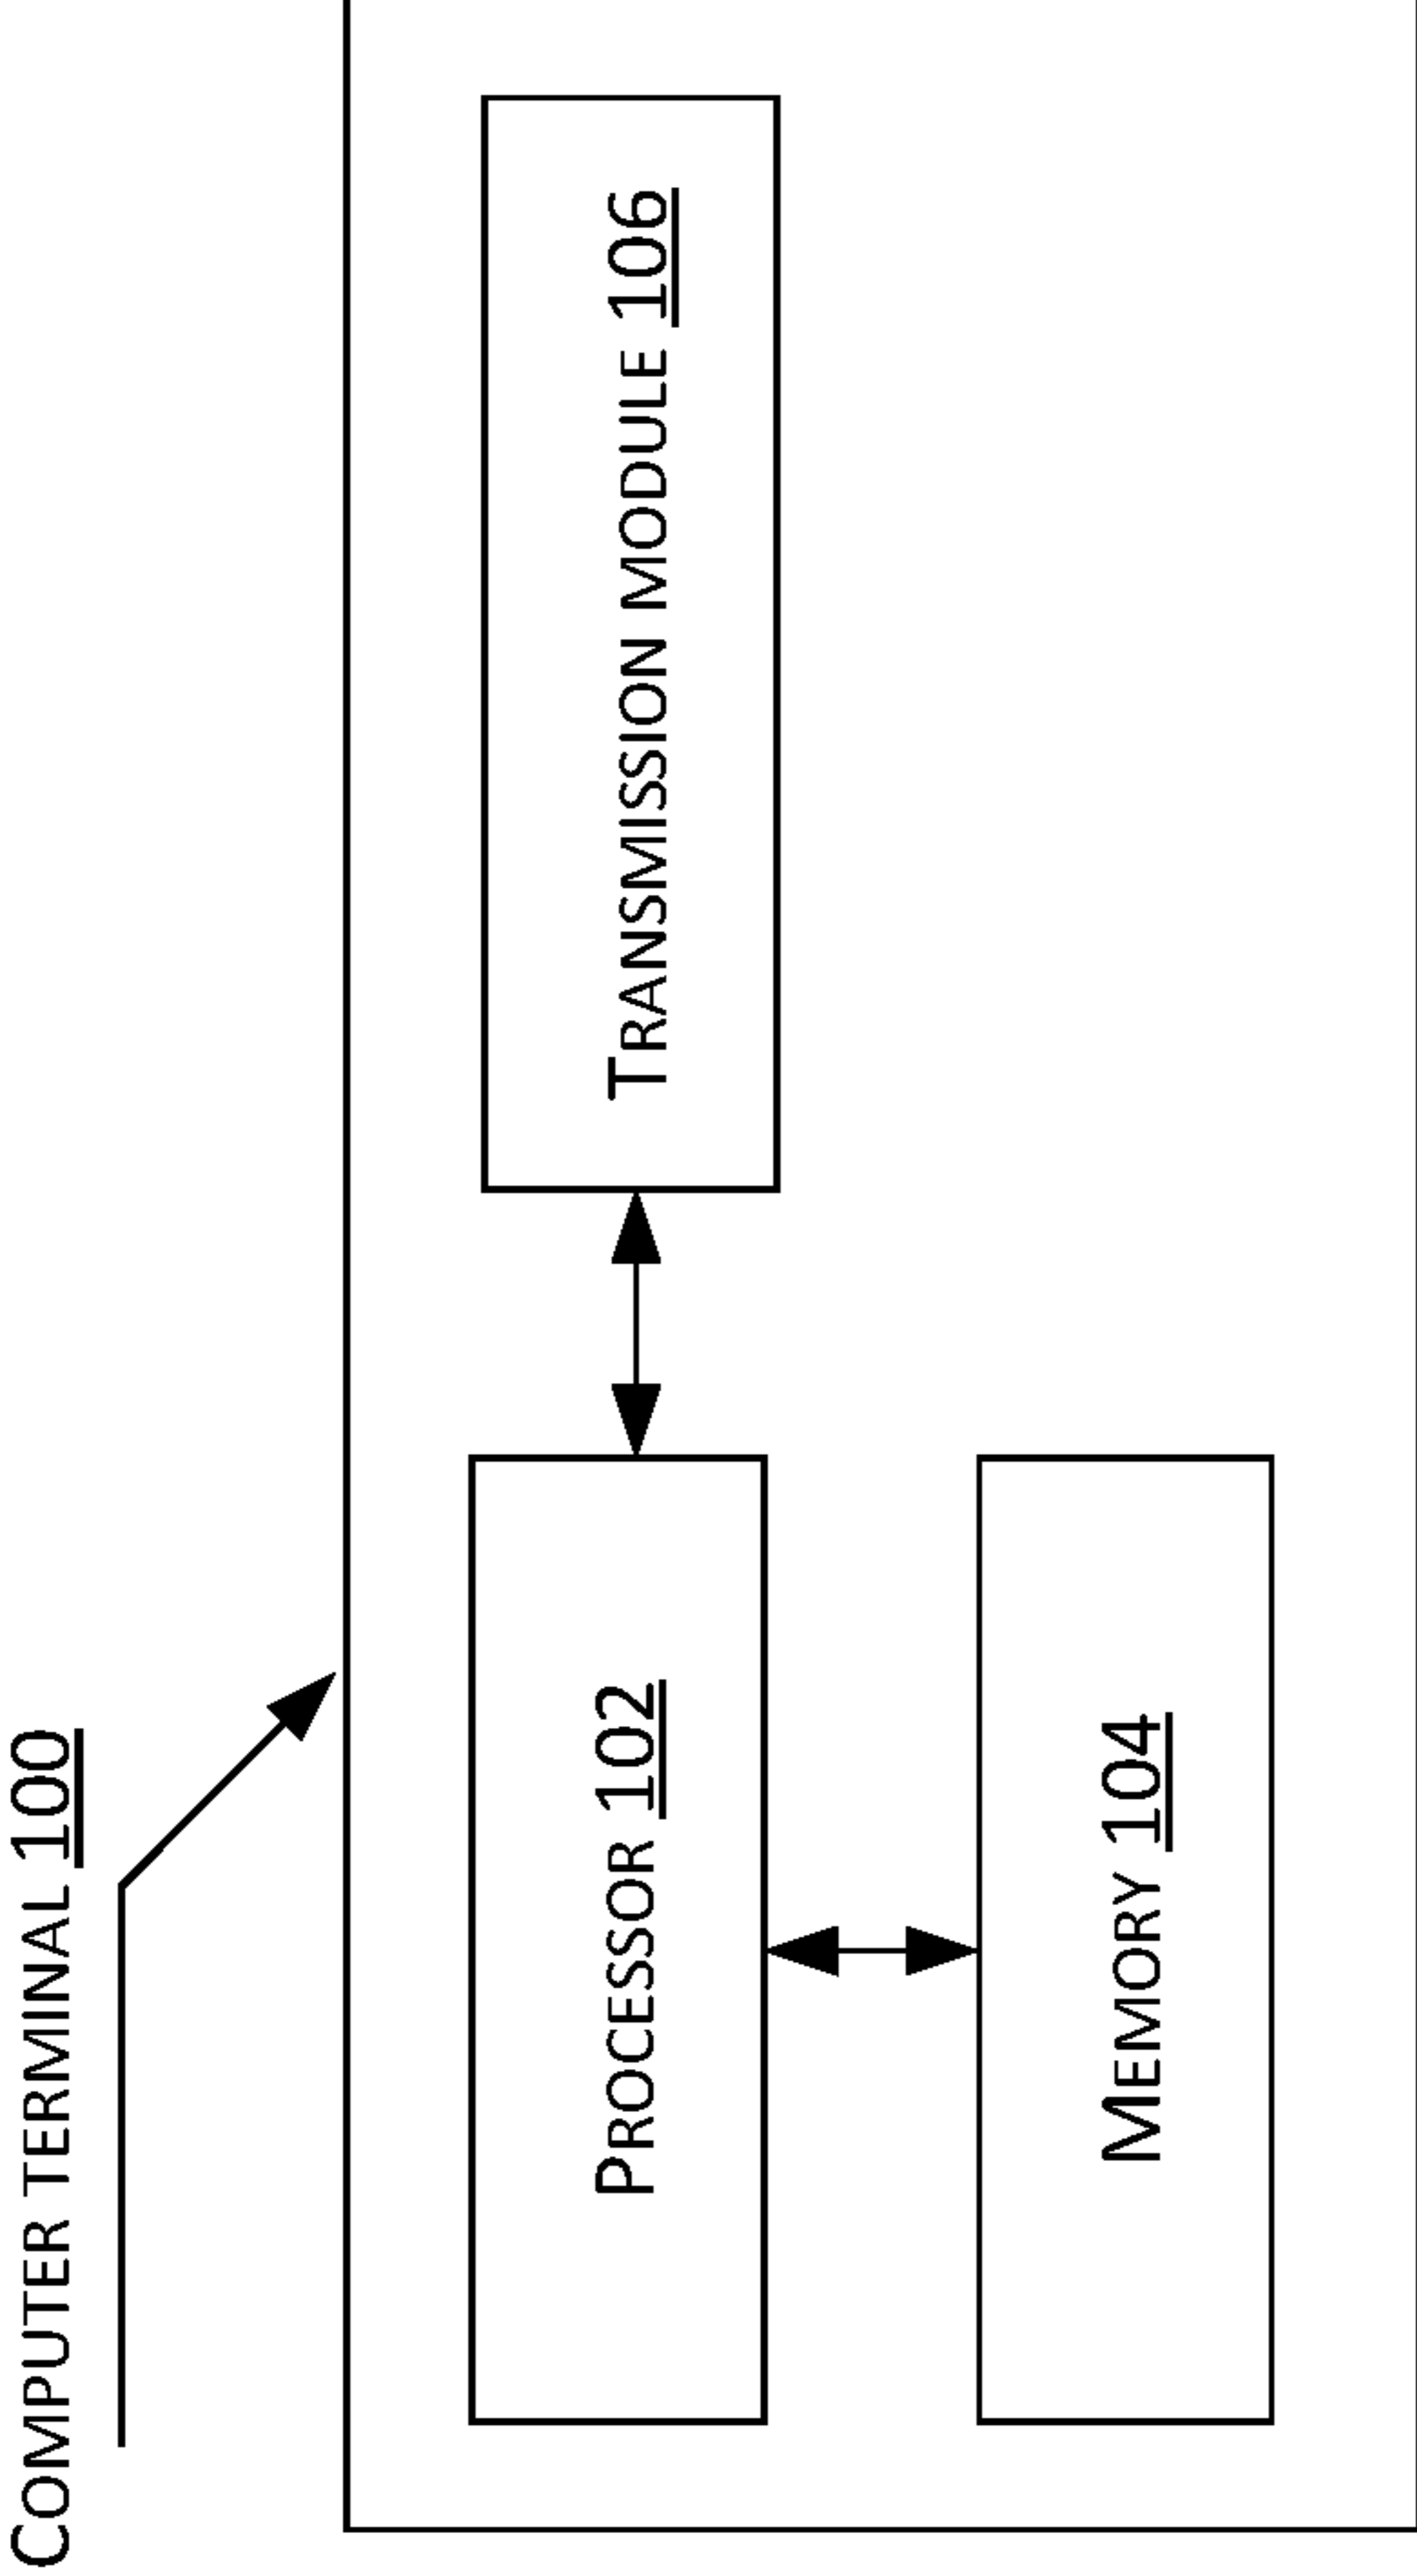 COMPUTER TERMINAL 100
PROCESSOR 102
TRANSMISSION MODULE 106
MEMORY 104